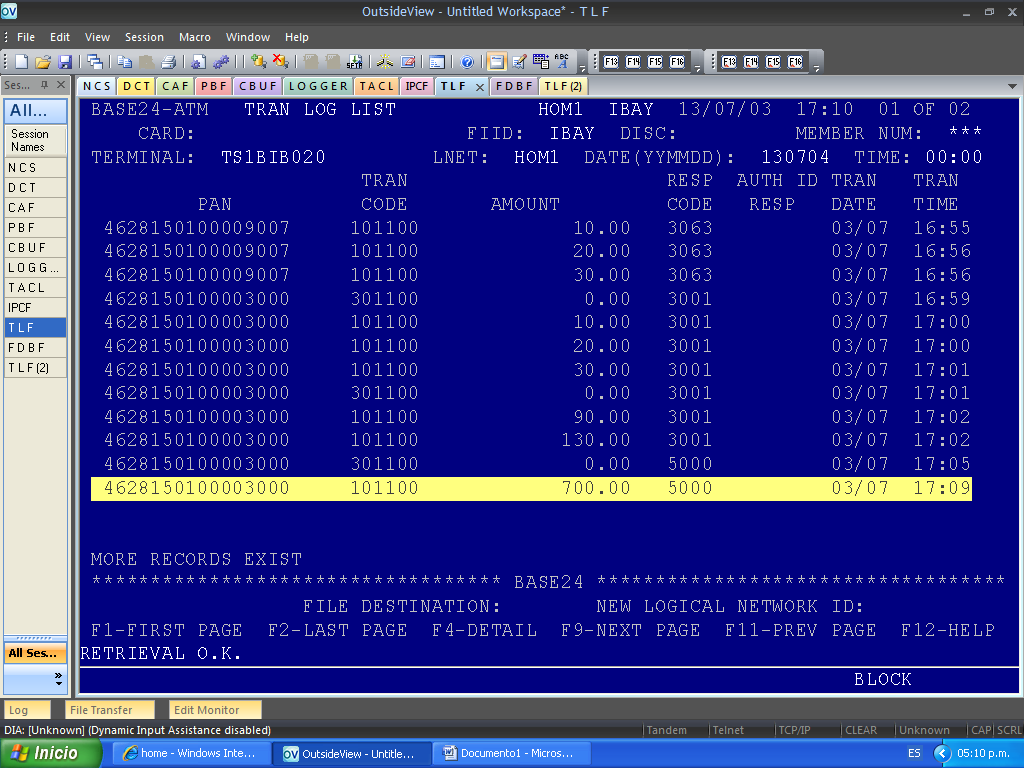 OV OutsideView - Untitled Workspace* - T L F
File Edit View Session Macro Window Help
F13 F14 F15 F16 E13 E14 E15 E16
Ses... NCS DCT CAF PBF CBUF LOGGER TACL IPCF TLF FDBF TLF(2)
All...
Session Names
NCS
DCT
CAF
PBF
CBUF
LOGG...
TACL
IPCF
TLF
FDBF
TLF(2)
All Ses...
BASE24-ATM TRAN LOG LIST HOM1 IBAY 13/07/03 17:10 01 OF 02
CARD: FIID: IBAY DISC: MEMBER NUM: ***
TERMINAL: TS1BIB020 LNET: HOM1 DATE(YYMMDD): 130704 TIME: 00:00
TRAN RESP AUTH ID TRAN TRAN
PAN CODE AMOUNT CODE RESP DATE TIME
4628150100009007 101100 10.00 3063 03/07 16:55
4628150100009007 101100 20.00 3063 03/07 16:56
4628150100009007 101100 30.00 3063 03/07 16:56
4628150100003000 301100 0.00 3001 03/07 16:59
4628150100003000 101100 10.00 3001 03/07 17:00
4628150100003000 101100 20.00 3001 03/07 17:00
4628150100003000 101100 30.00 3001 03/07 17:01
4628150100003000 301100 0.00 3001 03/07 17:01
4628150100003000 101100 90.00 3001 03/07 17:02
4628150100003000 101100 130.00 3001 03/07 17:02
4628150100003000 301100 0.00 5000 03/07 17:05
4628150100003000 101100 700.00 5000 03/07 17:09
MORE RECORDS EXIST
*********************************** BASE24 ***********************************
FILE DESTINATION: NEW LOGICAL NETWORK ID:
F1-FIRST PAGE F2-LAST PAGE F4-DETAIL F9-NEXT PAGE F11-PREV PAGE F12-HELP
RETRIEVAL O.K.
BLOCK
Log File Transfer Edit Monitor
DIA: [Unknown] (Dynamic Input Assistance disabled) Tandem Telnet TCP/IP CLEAR Unknown CAP SCRL
Inicio home - Windows Inte... OV OutsideView - Untitle... Documento1 - Micros... ES 05:10 p.m.